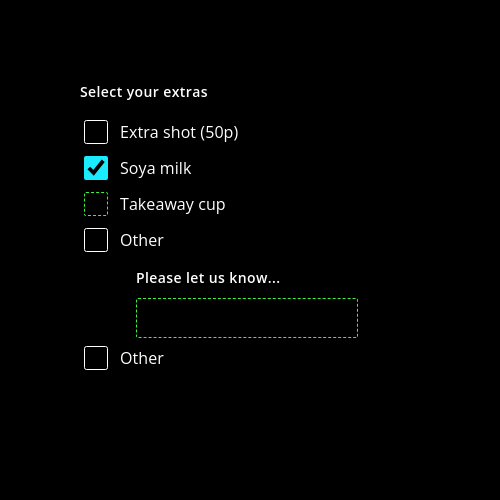 Select your extras
Extra shot (50p)
Soya milk
Takeaway cup
Other
Please let us know...
Other